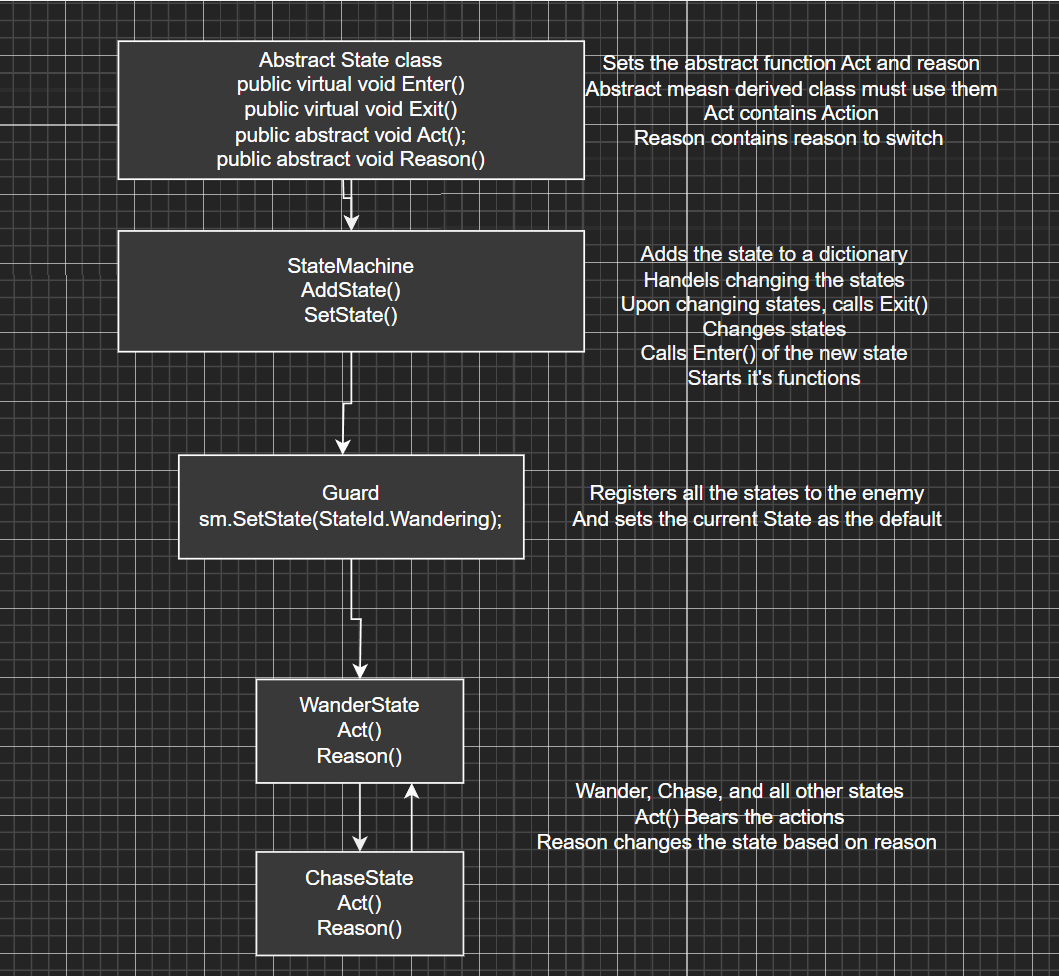 Abstract State class
public virtual void Enter()
public virtual void Exit()
public abstract void Act();
public abstract void Reason()
Sets the abstract function Act and reason
Abstract measn derived class must use them
Act contains Action
Reason contains reason to switch
StateMachine
AddState()
SetState()
Adds the state to a dictionary
Handels changing the states
Upon changing states, calls Exit()
Changes states
Calls Enter() of the new state
Starts it's functions
Guard
sm.SetState(StateId.Wandering);
Registers all the states to the enemy
And sets the current State as the default
WanderState
Act()
Reason()
Wander, Chase, and all other states
Act() Bears the actions
Reason changes the state based on reason
ChaseState
Act()
Reason()